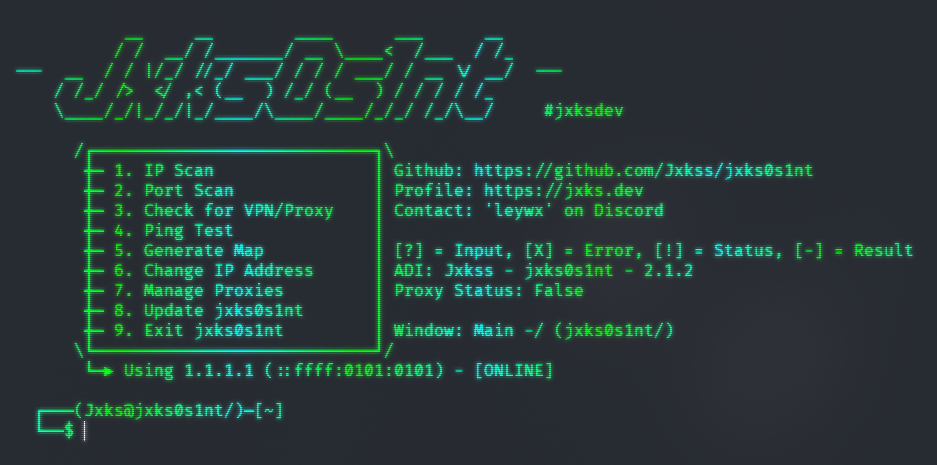 Jxks0s1nt
#jxksdev
1. IP Scan
2. Port Scan
3. Check for VPN/Proxy
4. Ping Test
5. Generate Map
6. Change IP Address
7. Manage Proxies
8. Update jxks0s1nt
9. Exit jxks0s1nt
Github: https://github.com/Jxkss/jxks0s1nt
Profile: https://jxks.dev
Contact: 'leywx' on Discord
[?] = Input, [X] = Error, [!] = Status, [-] = Result
ADI: Jxkss - jxks0s1nt - 2.1.2
Proxy Status: False
Window: Main -/ (jxks0s1nt/)
Using 1.1.1.1 (::ffff:0101:0101) - [ONLINE]
(Jxks@jxks0s1nt/)-[~]
$